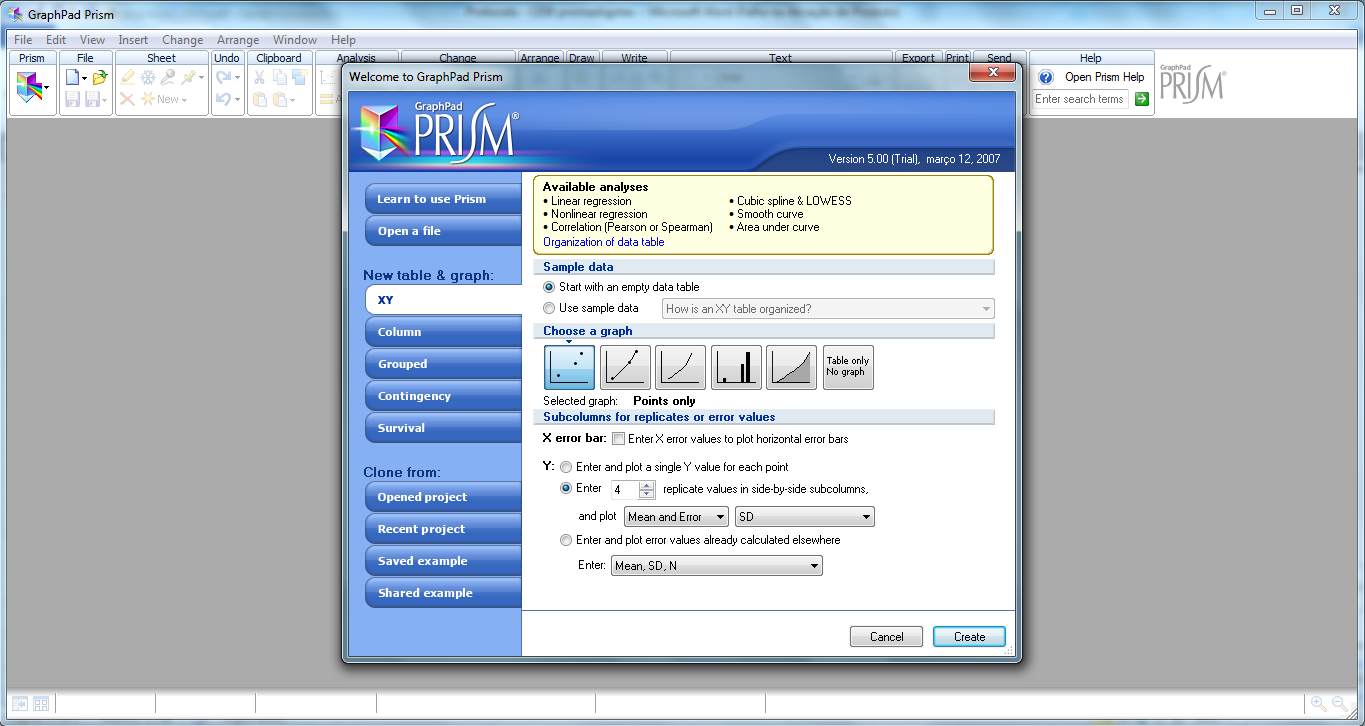 GraphPad Prism
File Edit View Insert Change Arrange Window Help
Prism File Sheet Undo Clipboard Analysis Change Arrange Draw Write Text Export Print Send Help
New
Open Prism Help
Enter search terms
GraphPad
PRISM
Welcome to GraphPad Prism
GraphPad
PRISM®
Version 5.00 (Trial), março 12, 2007
Learn to use Prism
Open a file
New table & graph:
XY
Column
Grouped
Contingency
Survival
Clone from:
Opened project
Recent project
Saved example
Shared example
Available analyses
• Linear regression
• Nonlinear regression
• Correlation (Pearson or Spearman)
• Cubic spline & LOWESS
• Smooth curve
• Area under curve
Organization of data table
Sample data
Start with an empty data table
Use sample data How is an XY table organized?
Choose a graph
Table only
No graph
Selected graph: Points only
Subcolumns for replicates or error values
X error bar: Enter X error values to plot horizontal error bars
Y: Enter and plot a single Y value for each point
Enter 4 replicate values in side-by-side subcolumns,
and plot Mean and Error SD
Enter and plot error values already calculated elsewhere
Enter: Mean, SD, N
Cancel Create